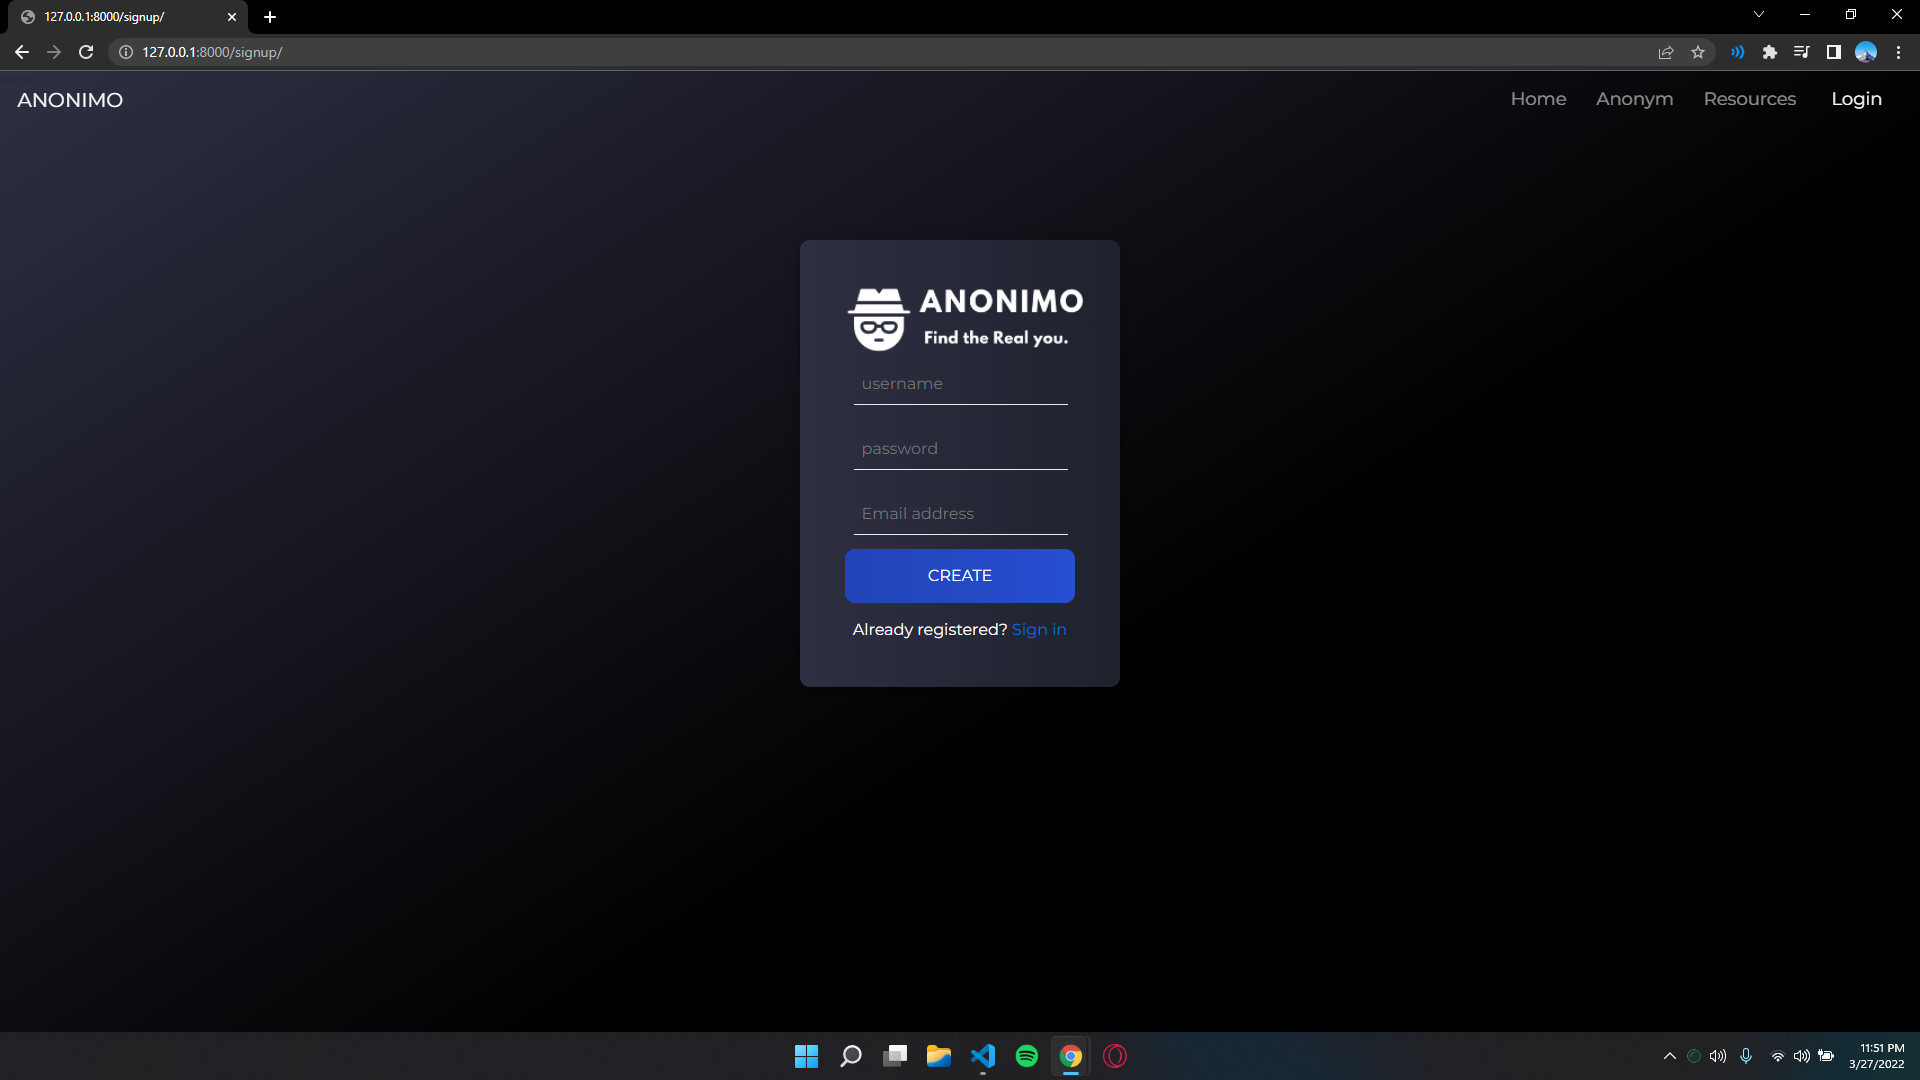 127.0.0.1:8000/signup/
127.0.0.1:8000/signup/
ANONIMO
Home Anonym Resources Login
ANONIMO
Find the Real you.
username
password
Email address
CREATE
Already registered? Sign in
11:51 PM
3/27/2022